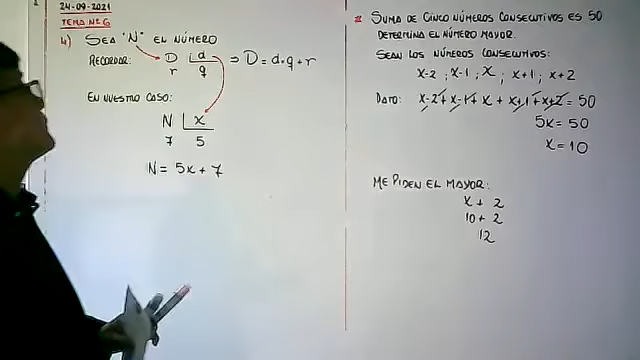 24-09-2021
TEMA Nº6
4) SEA "N" EL NÚMERO
RECORDAR: D d ⇒ D = d·q + r
r q
EN NUESTRO CASO:
N x
7 5
N = 5x + 7
SUMA DE CINCO NÚMEROS CONSECUTIVOS ES 50
DETERMINA EL NÚMERO MAYOR.
SEAN LOS NÚMEROS CONSECUTIVOS:
x-2 ; x-1 ; x ; x+1 ; x+2
DATO: x-2 + x-1 + x + x+1 + x+2 = 50
5x = 50
x = 10
ME PIDEN EL MAYOR:
x + 2
10 + 2
12